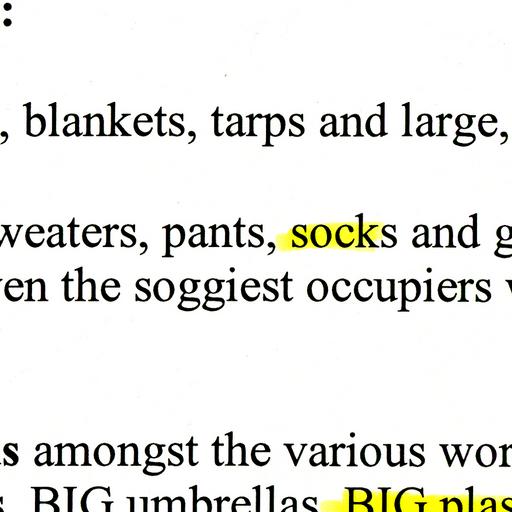 :
, blankets, tarps and large,
weaters, pants, socks and g
en the soggiest occupiers
s amongst the various wor
s, BIG umbrellas, BIG plas